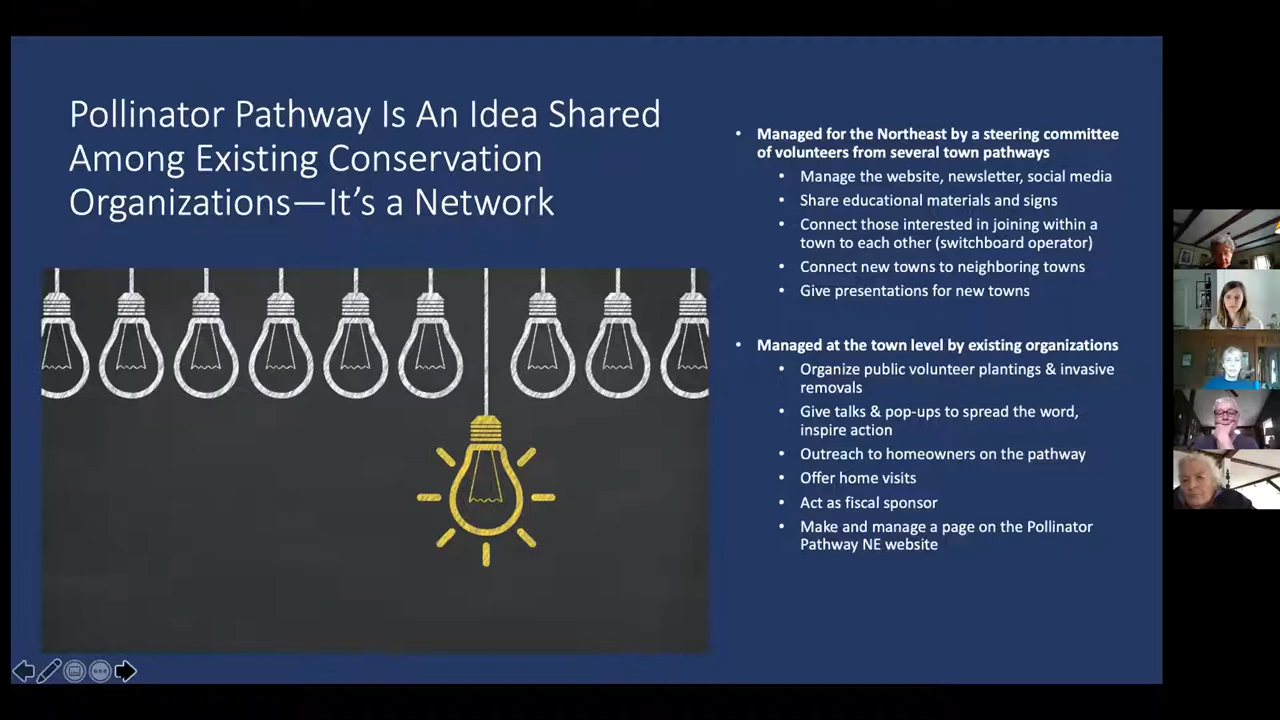 Pollinator Pathway Is An Idea Shared
Among Existing Conservation
Organizations—It's a Network
• Managed for the Northeast by a steering committee
of volunteers from several town pathways
• Manage the website, newsletter, social media
• Share educational materials and signs
• Connect those interested in joining within a
town to each other (switchboard operator)
• Connect new towns to neighboring towns
• Give presentations for new towns
• Managed at the town level by existing organizations
• Organize public volunteer plantings & invasive
removals
• Give talks & pop-ups to spread the word,
inspire action
• Outreach to homeowners on the pathway
• Offer home visits
• Act as fiscal sponsor
• Make and manage a page on the Pollinator
Pathway NE website